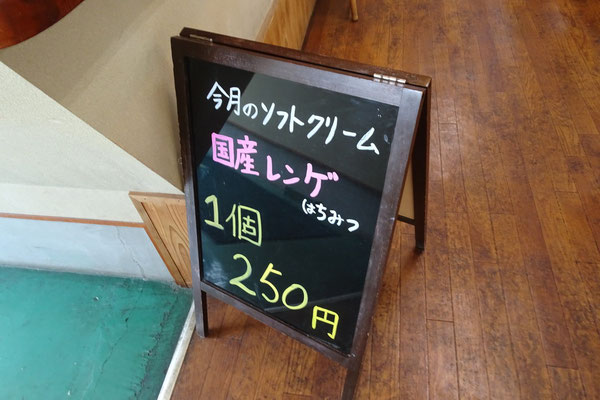 今月のソフトクリーム
国産レンゲ
はちみつ
1個
250円